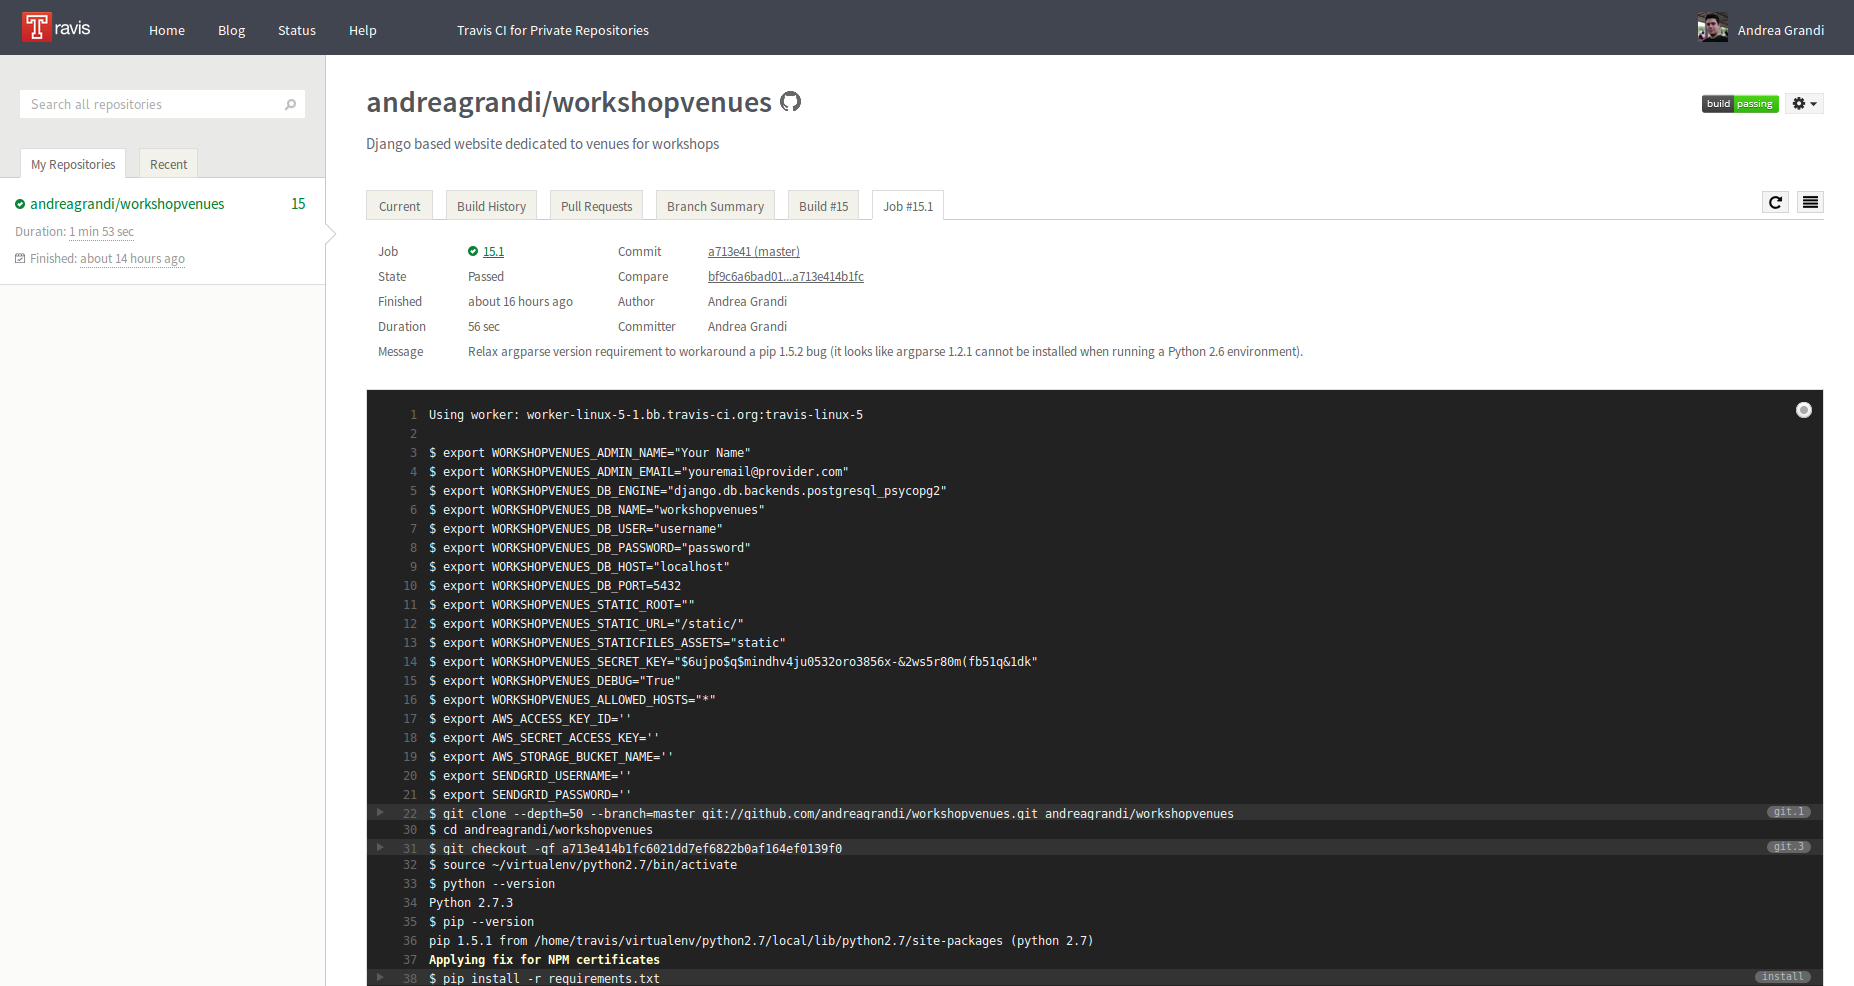 Travis
Home Blog Status Help Travis CI for Private Repositories Andrea Grandi
Search all repositories
My Repositories Recent
andreagrandi/workshopvenues 15
Duration: 1 min 53 sec
Finished: about 14 hours ago
andreagrandi/workshopvenues
build passing
Django based website dedicated to venues for workshops
Current Build History Pull Requests Branch Summary Build #15 Job #15.1
Job 15.1 Commit a713e41 (master)
State Passed Compare bf9c6a6bad01...a713e414b1fc
Finished about 16 hours ago Author Andrea Grandi
Duration 56 sec Committer Andrea Grandi
Message Relax argparse version requirement to workaround a pip 1.5.2 bug (it looks like argparse 1.2.1 cannot be installed when running a Python 2.6 environment).
1 Using worker: worker-linux-5-1.bb.travis-ci.org:travis-linux-5
2
3 $ export WORKSHOPVENUES_ADMIN_NAME="Your Name"
4 $ export WORKSHOPVENUES_ADMIN_EMAIL="youremail@provider.com"
5 $ export WORKSHOPVENUES_DB_ENGINE="django.db.backends.postgresql_psycopg2"
6 $ export WORKSHOPVENUES_DB_NAME="workshopvenues"
7 $ export WORKSHOPVENUES_DB_USER="username"
8 $ export WORKSHOPVENUES_DB_PASSWORD="password"
9 $ export WORKSHOPVENUES_DB_HOST="localhost"
10 $ export WORKSHOPVENUES_DB_PORT=5432
11 $ export WORKSHOPVENUES_STATIC_ROOT=""
12 $ export WORKSHOPVENUES_STATIC_URL="/static/"
13 $ export WORKSHOPVENUES_STATICFILES_ASSETS="static"
14 $ export WORKSHOPVENUES_SECRET_KEY="$6ujpo$q$mindhv4ju0532oro3856x-&2ws5r80m(fb51q&1dk"
15 $ export WORKSHOPVENUES_DEBUG="True"
16 $ export WORKSHOPVENUES_ALLOWED_HOSTS="*"
17 $ export AWS_ACCESS_KEY_ID=''
18 $ export AWS_SECRET_ACCESS_KEY=''
19 $ export AWS_STORAGE_BUCKET_NAME=''
20 $ export SENDGRID_USERNAME=''
21 $ export SENDGRID_PASSWORD=''
22 $ git clone --depth=50 --branch=master git://github.com/andreagrandi/workshopvenues.git andreagrandi/workshopvenues git.1
30 $ cd andreagrandi/workshopvenues
31 $ git checkout -qf a713e414b1fc6021dd7ef6822b0af164ef0139f0 git.3
32 $ source ~/virtualenv/python2.7/bin/activate
33 $ python --version
34 Python 2.7.3
35 $ pip --version
36 pip 1.5.1 from /home/travis/virtualenv/python2.7/local/lib/python2.7/site-packages (python 2.7)
37 Applying fix for NPM certificates
38 $ pip install -r requirements.txt install